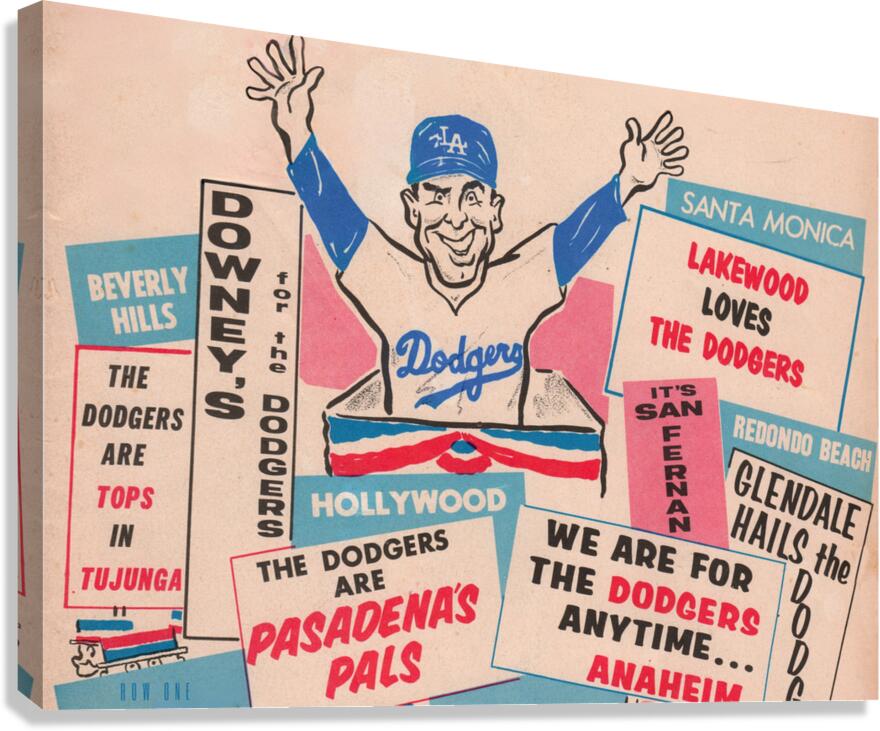 LA
Dodgers
BEVERLY
HILLS
THE
DODGERS
ARE
TOPS
IN
TUJUNGA
DOWNEY'S
for the DODGERS
SANTA MONICA
LAKEWOOD
LOVES
THE DODGERS
IT'S
SAN
FERNAN
REDONDO BEACH
GLENDALE
HAILS the
DODG
HOLLYWOOD
THE DODGERS
ARE
PASADENA'S
PALS
WE ARE FOR
THE DODGERS
ANYTIME...
ANAHEIM
ROW ONE